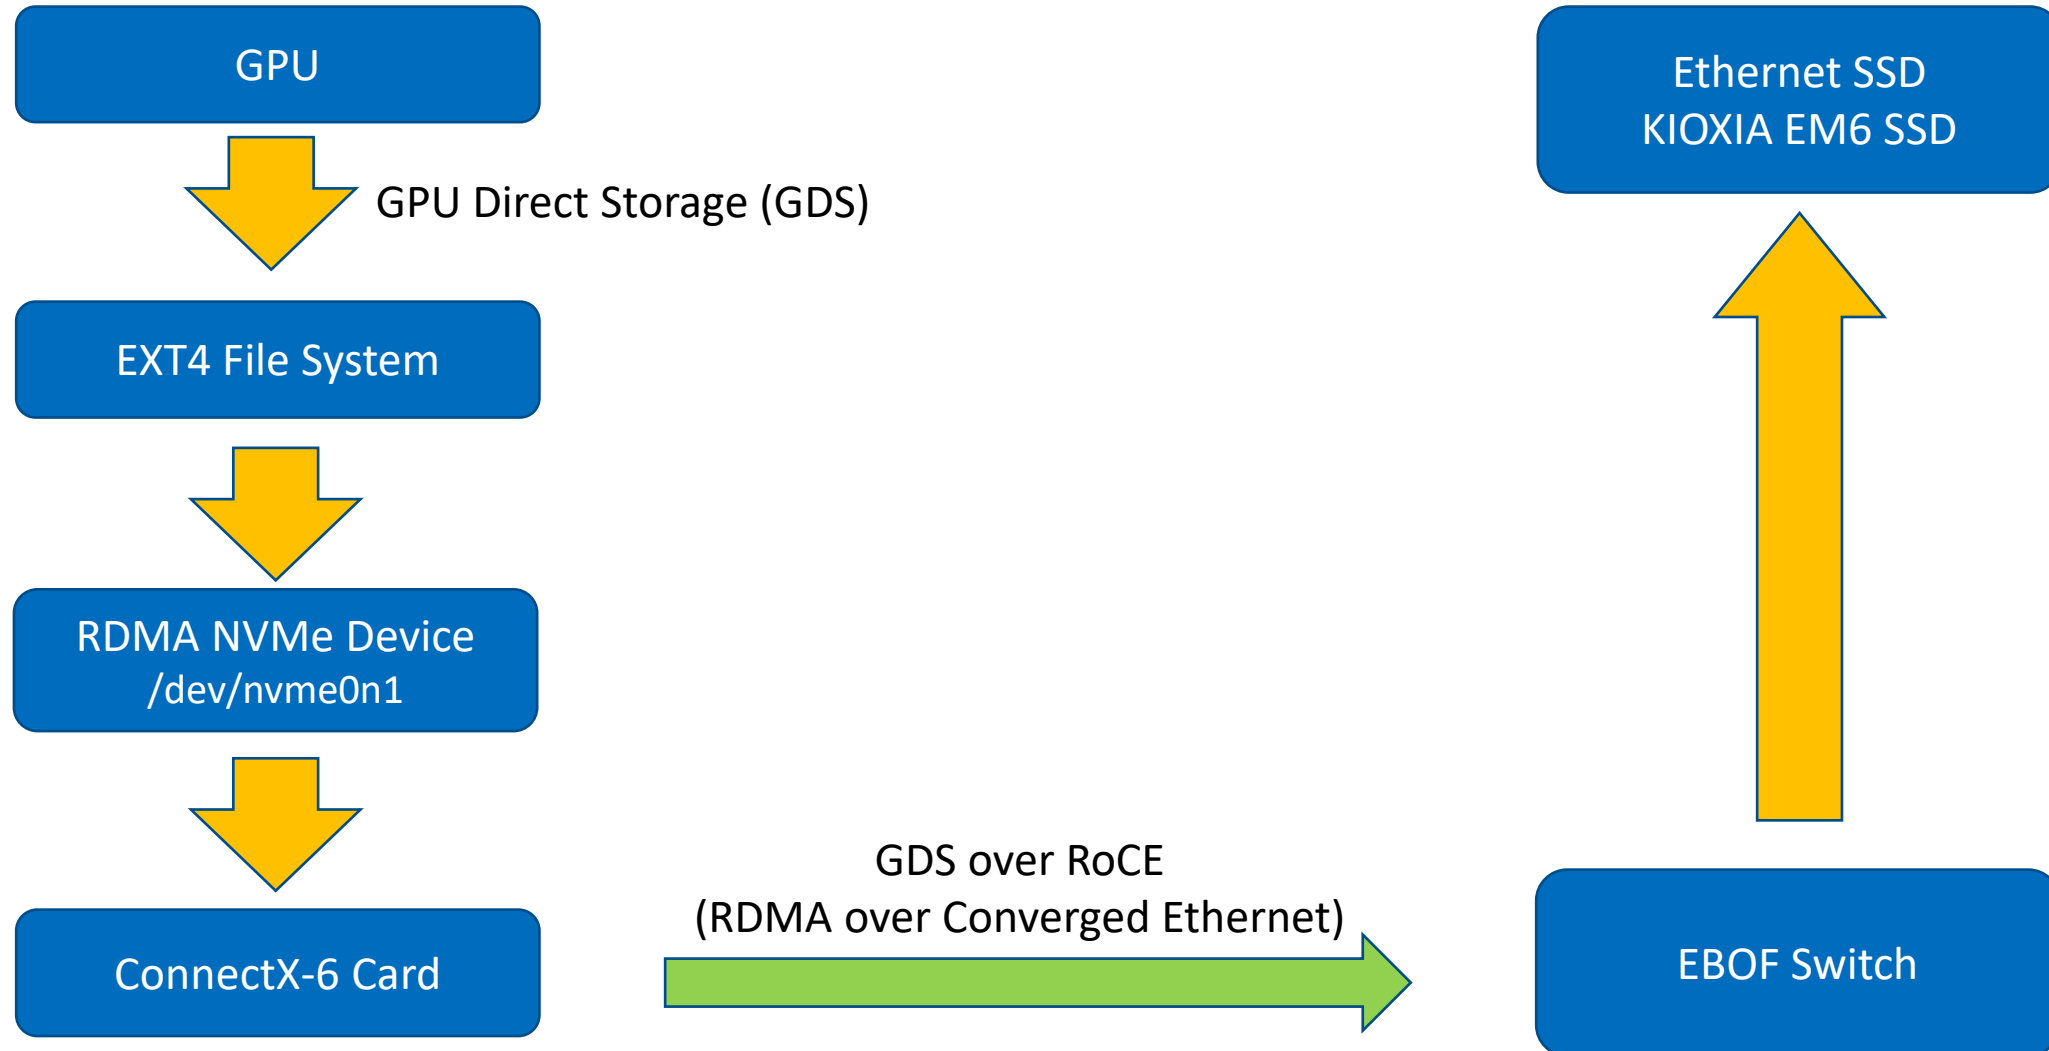 GPU
GPU Direct Storage (GDS)
EXT4 File System
RDMA NVMe Device
/dev/nvme0n1
ConnectX-6 Card
GDS over RoCE
(RDMA over Converged Ethernet)
EBOF Switch
Ethernet SSD
KIOXIA EM6 SSD